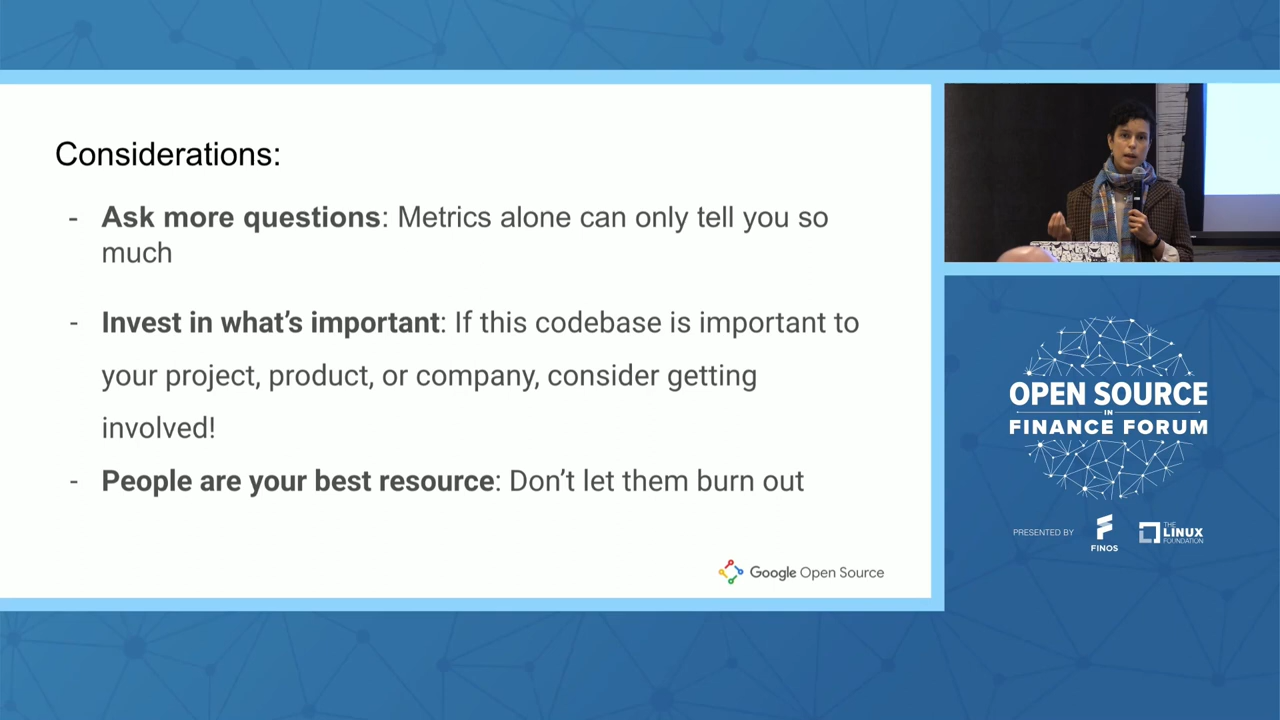 Considerations:
- Ask more questions: Metrics alone can only tell you so
much
- Invest in what’s important: If this codebase is important to
your project, product, or company, consider getting
involved!
- People are your best resource: Don’t let them burn out
Google Open Source
OPEN SOURCE
IN
FINANCE FORUM
PRESENTED BY
FINOS
THE
LINUX
FOUNDATION